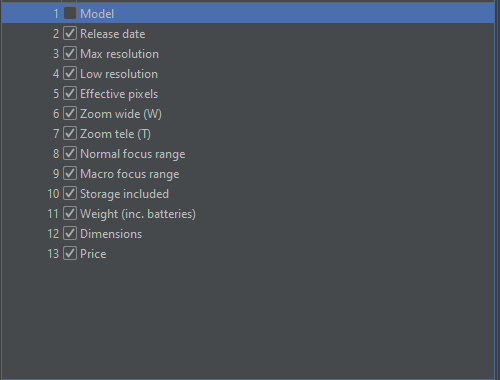 1 Model
2 Release date
3 Max resolution
4 Low resolution
5 Effective pixels
6 Zoom wide (W)
7 Zoom tele (T)
8 Normal focus range
9 Macro focus range
10 Storage included
11 Weight (inc. batteries)
12 Dimensions
13 Price